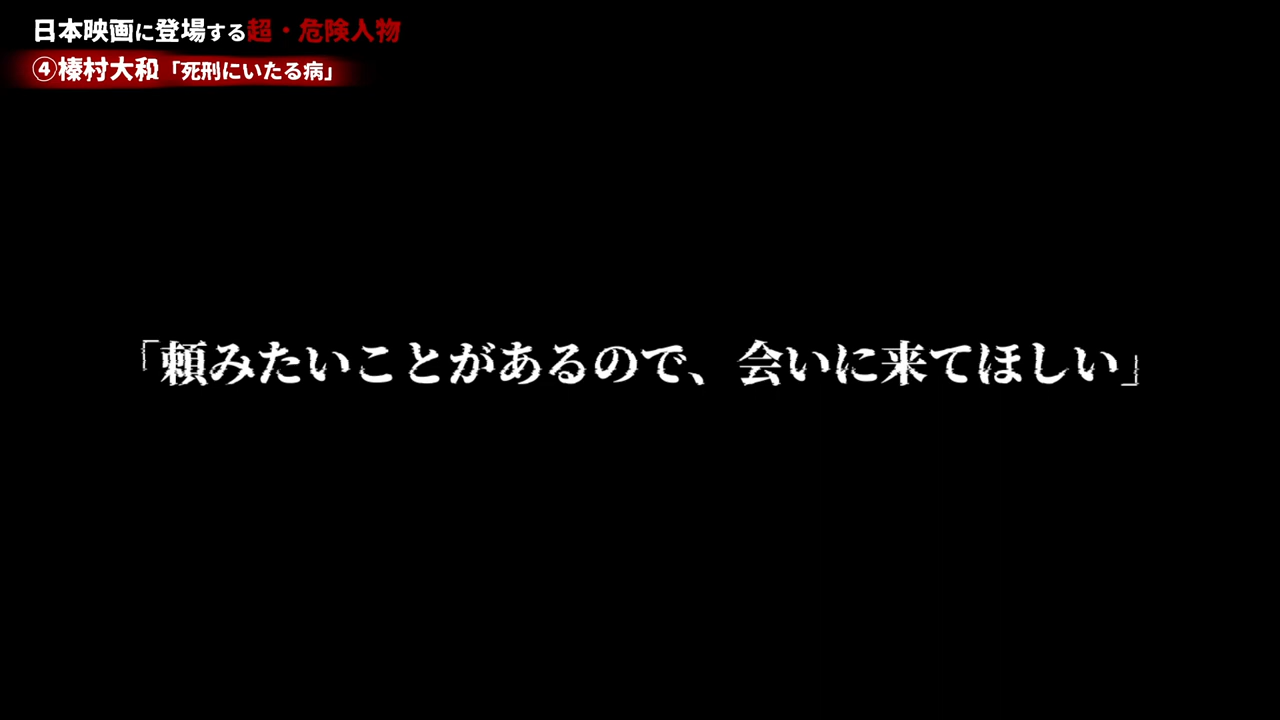 日本映画に登場する超・危険人物
④榛村大和「死刑にいたる病」
「頼みたいことがあるので、会いに来てほしい」